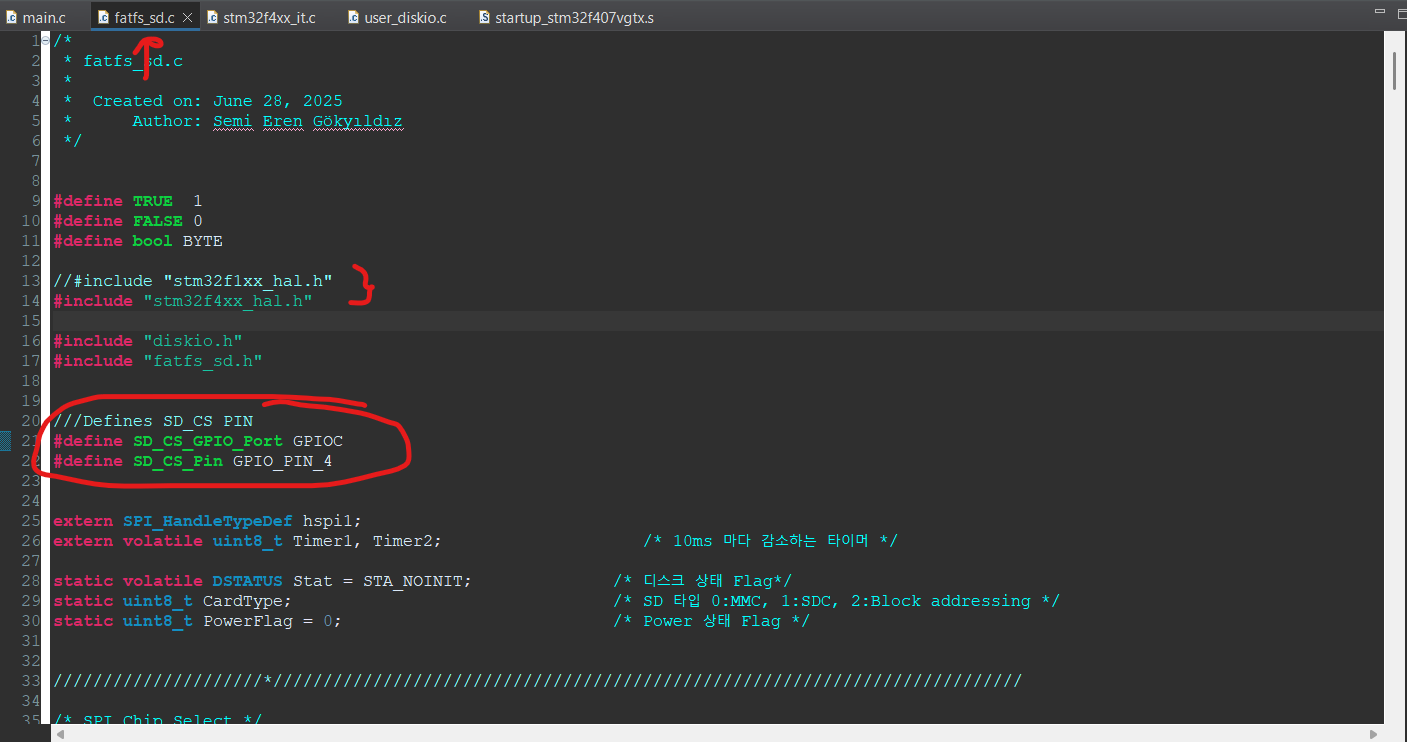 main.c fatfs_sd.c stm32f4xx_it.c user_diskio.c startup_stm32f407vgtx.s
1 /*
2 * fatfs_sd.c
3 *
4 * Created on: June 28, 2025
5 * Author: Semi Eren Gökyıldız
6 */
7
8
9 #define TRUE 1
10 #define FALSE 0
11 #define bool BYTE
12
13 //#include "stm32f1xx_hal.h"
14 #include "stm32f4xx_hal.h"
15
16 #include "diskio.h"
17 #include "fatfs_sd.h"
18
19
20 ///Defines SD_CS PIN
21 #define SD_CS_GPIO_Port GPIOC
22 #define SD_CS_Pin GPIO_PIN_4
23
24
25 extern SPI_HandleTypeDef hspi1;
26 extern volatile uint8_t Timer1, Timer2; /* 10ms 마다 감소하는 타이머 */
27
28 static volatile DSTATUS Stat = STA_NOINIT; /* 디스크 상태 Flag*/
29 static uint8_t CardType; /* SD 타입 0:MMC, 1:SDC, 2:Block addressing */
30 static uint8_t PowerFlag = 0; /* Power 상태 Flag */
31
32
33 /////////////////////*///////////////////////////////////////////////////////////////////////////
34
35 /* SPI Chip Select */